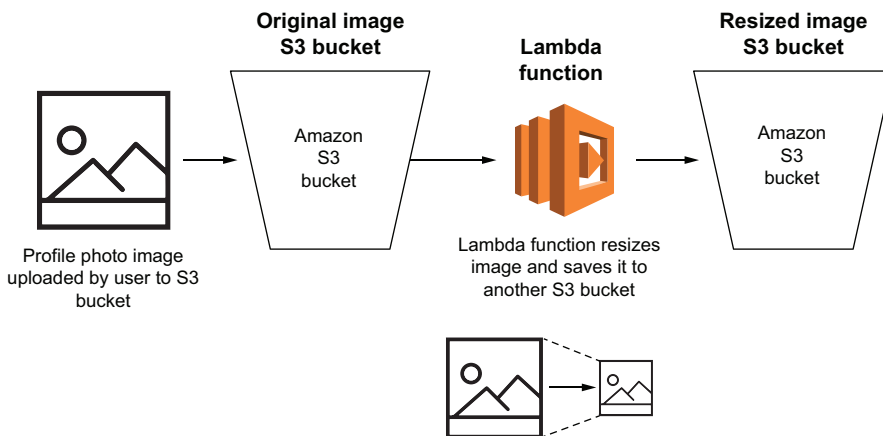 Original image
S3 bucket
Lambda
function
Resized image
S3 bucket
Amazon
S3
bucket
Amazon
S3
bucket
Profile photo image
uploaded by user to S3
bucket
Lambda function resizes
image and saves it to
another S3 bucket